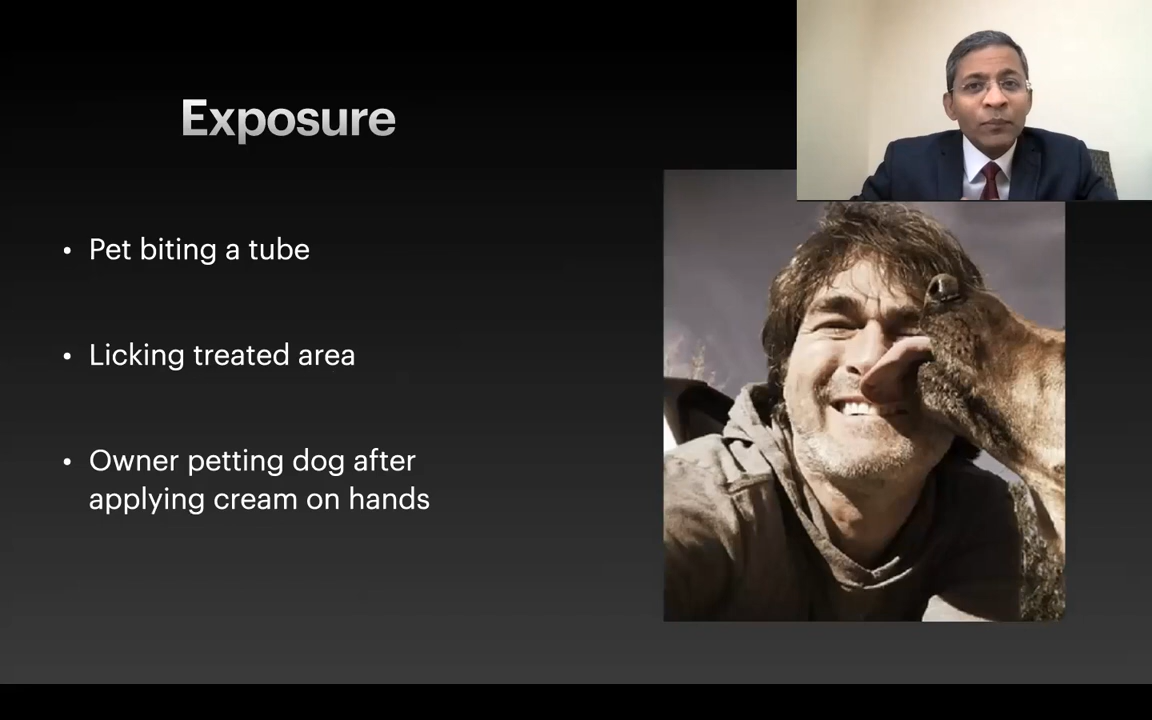 Exposure
• Pet biting a tube
• Licking treated area
• Owner petting dog after
applying cream on hands